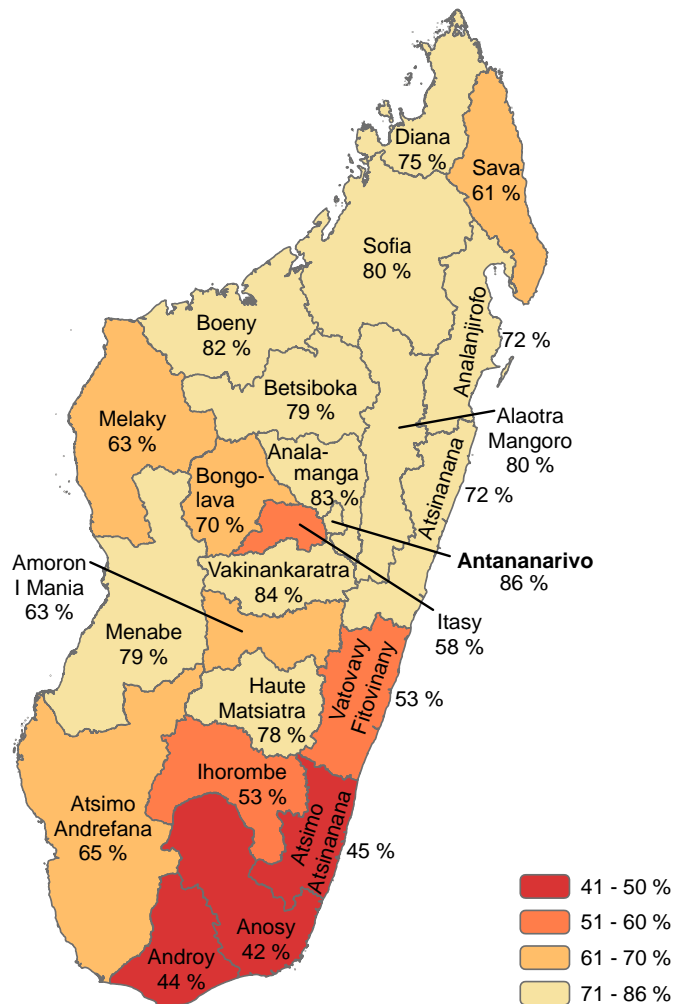 Diana
75 %
Sava
61 %
Sofia
80 %
Analanjirofo
72 %
Boeny
82 %
Betsiboka
79 %
Alaotra
Mangoro
80 %
Melaky
63 %
Anala-
manga
83 %
Bongo-
lava
70 %
Atsinanana
72 %
Antananarivo
86 %
Amoron
I Mania
63 %
Vakinankaratra
84 %
Itasy
58 %
Menabe
79 %
Vatovavy
Fitovinany
53 %
Haute
Matsiatra
78 %
Ihorombe
53 %
Atsimo
Andrefana
65 %
Atsimo
Atsinanana
45 %
Anosy
42 %
Androy
44 %
41 - 50 %
51 - 60 %
61 - 70 %
71 - 86 %